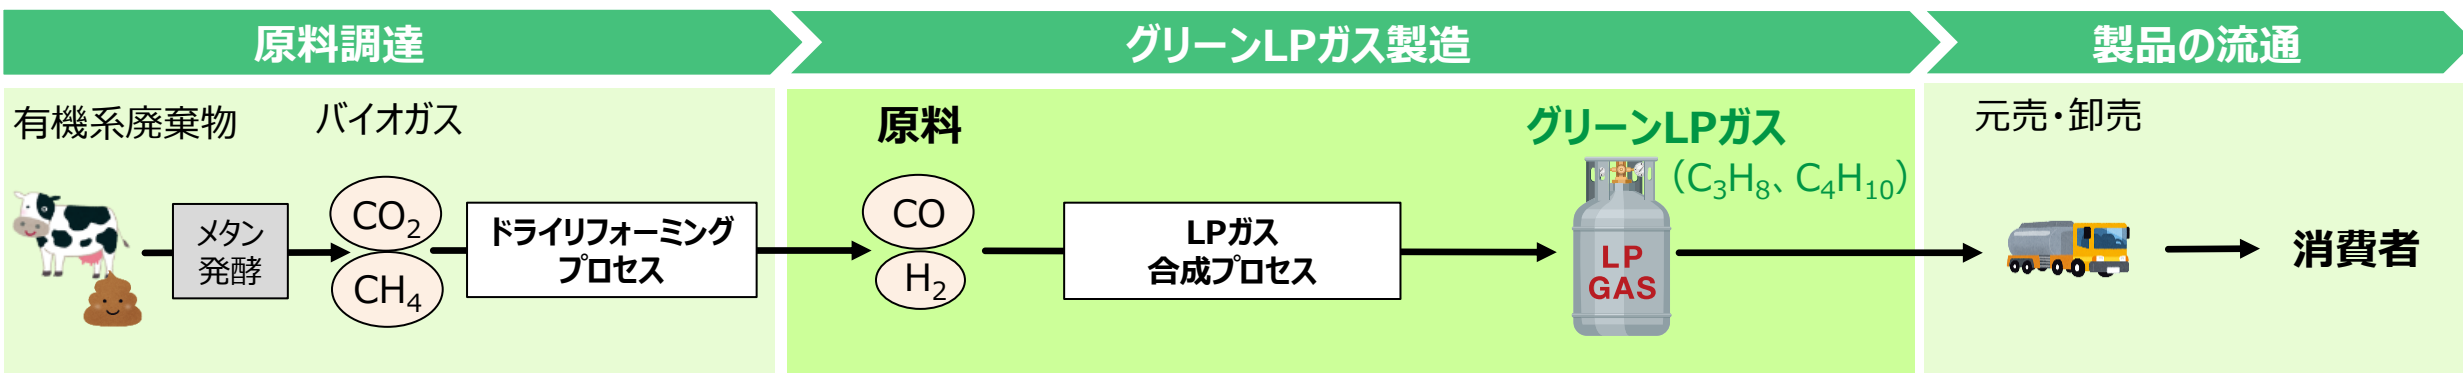 原料調達
グリーンLPガス製造
製品の流通
有機系廃棄物
バイオガス
メタン
発酵
CO₂
CH₄
ドライリフォーミング
プロセス
原料
CO
H₂
LPガス
合成プロセス
グリーンLPガス
（C₃H₈、C₄H₁₀）
LP
GAS
元売・卸売
消費者